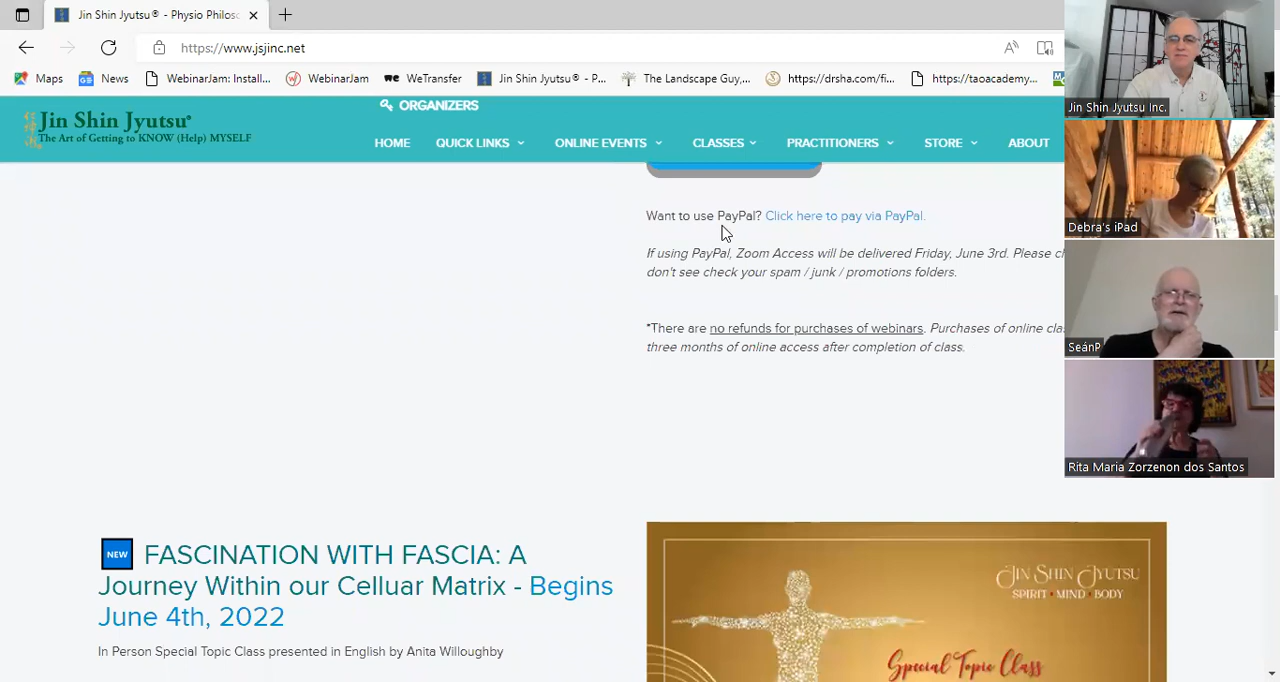 Jin Shin Jyutsu® - Physio Philosc
https://www.jsjinc.net
Maps
News
WebinarJam: Install...
WebinarJam
WeTransfer
Jin Shin Jyutsu® - P...
The Landscape Guy,...
https://drsha.com/fi...
https://taoacademy...
Jin Shin Jyutsu®
The Art of Getting to KNOW (Help) MYSELF
ORGANIZERS
HOME
QUICK LINKS
ONLINE EVENTS
CLASSES
PRACTITIONERS
STORE
ABOUT
Jin Shin Jyutsu Inc.
Debra's iPad
SeánP
Rita Maria Zorzenon dos Santos
Want to use PayPal? Click here to pay via PayPal.
If using PayPal, Zoom Access will be delivered Friday, June 3rd. Please
don't see check your spam / junk / promotions folders.
*There are no refunds for purchases of webinars. Purchases of online
three months of online access after completion of class.
NEW FASCINATION WITH FASCIA: A
Journey Within our Celluar Matrix - Begins
June 4th, 2022
In Person Special Topic Class presented in English by Anita Willoughby
JIN SHIN JYUTSU
SPIRIT • MIND • BODY
Special Topic Class